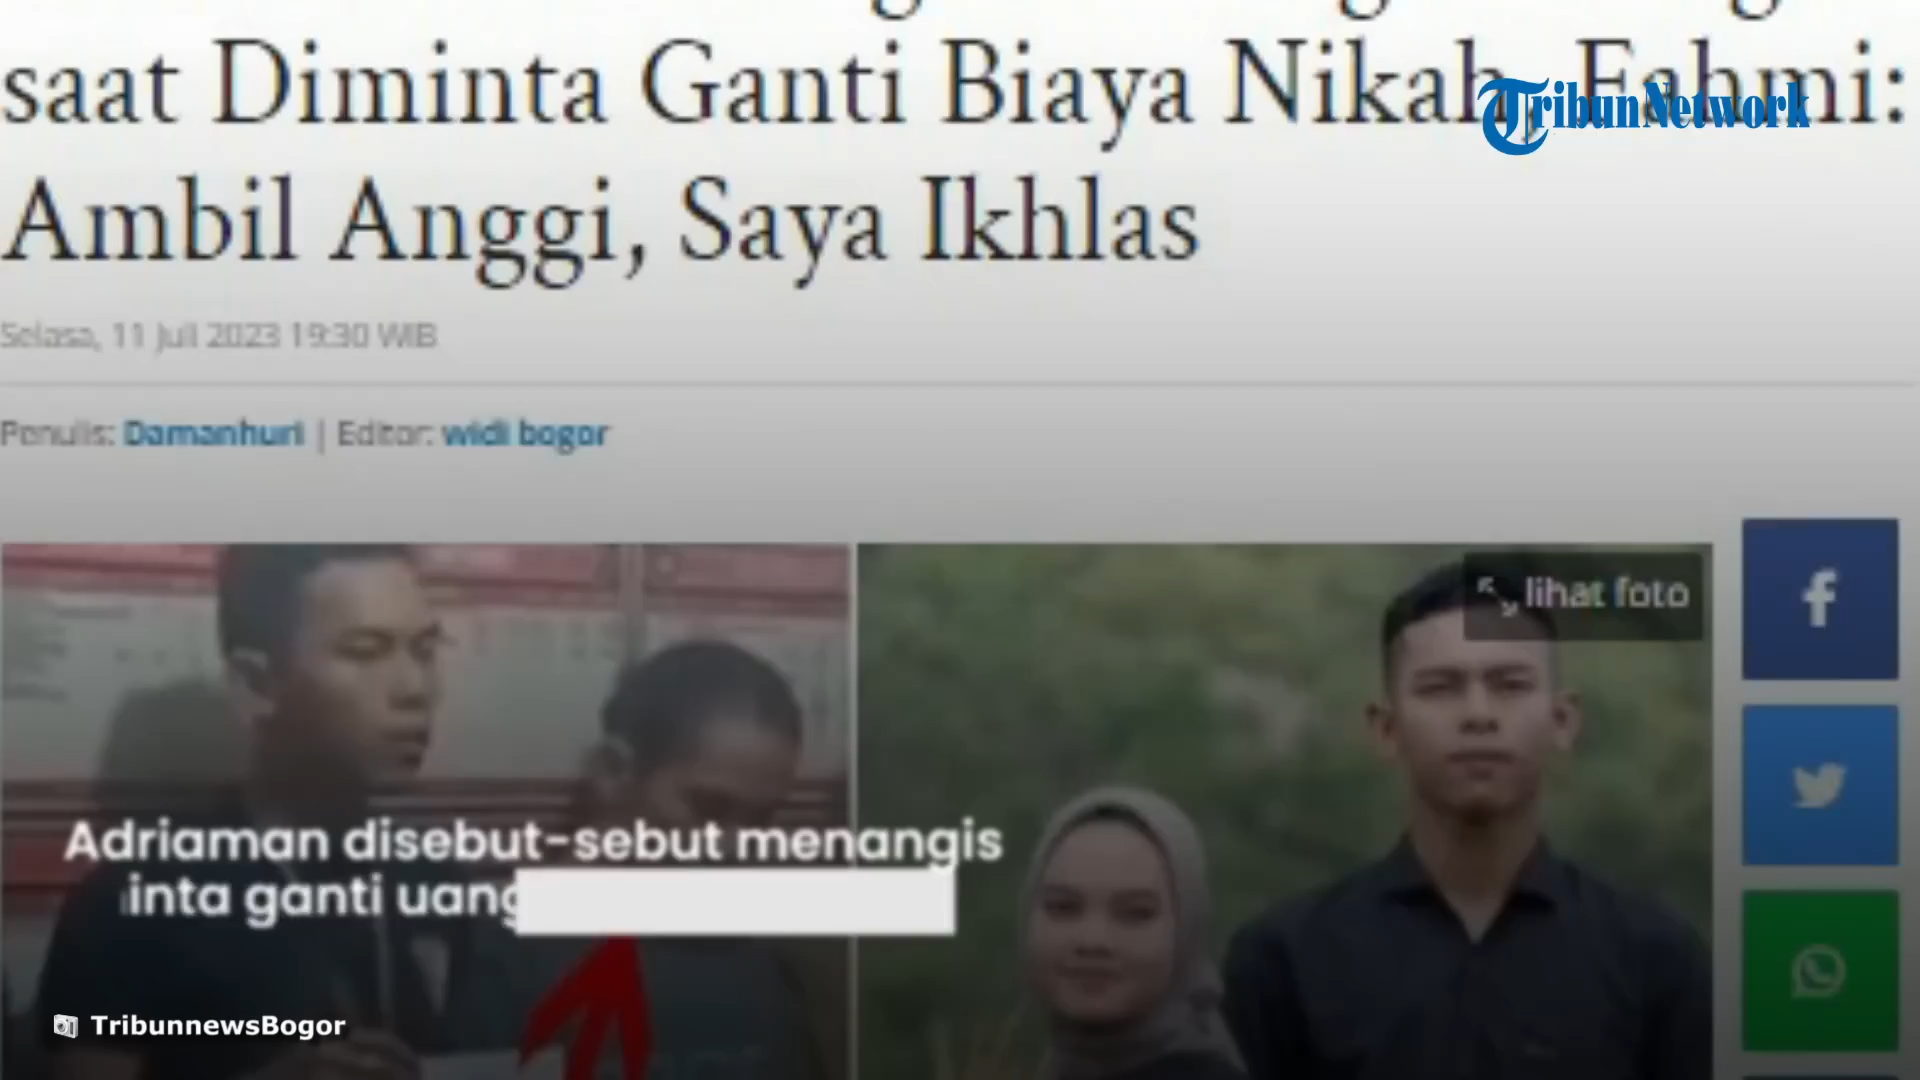 saat Diminta Ganti Biaya Nikah, Fahmi:
TribunNetwork
Ambil Anggi, Saya Ikhlas
Selasa, 11 Juli 2023 19:30 WIB
Penulis: Damanhuri | Editor: widi bogor
lihat foto
Adriaman disebut-sebut menangis
ganti uang
TribunnewsBogor